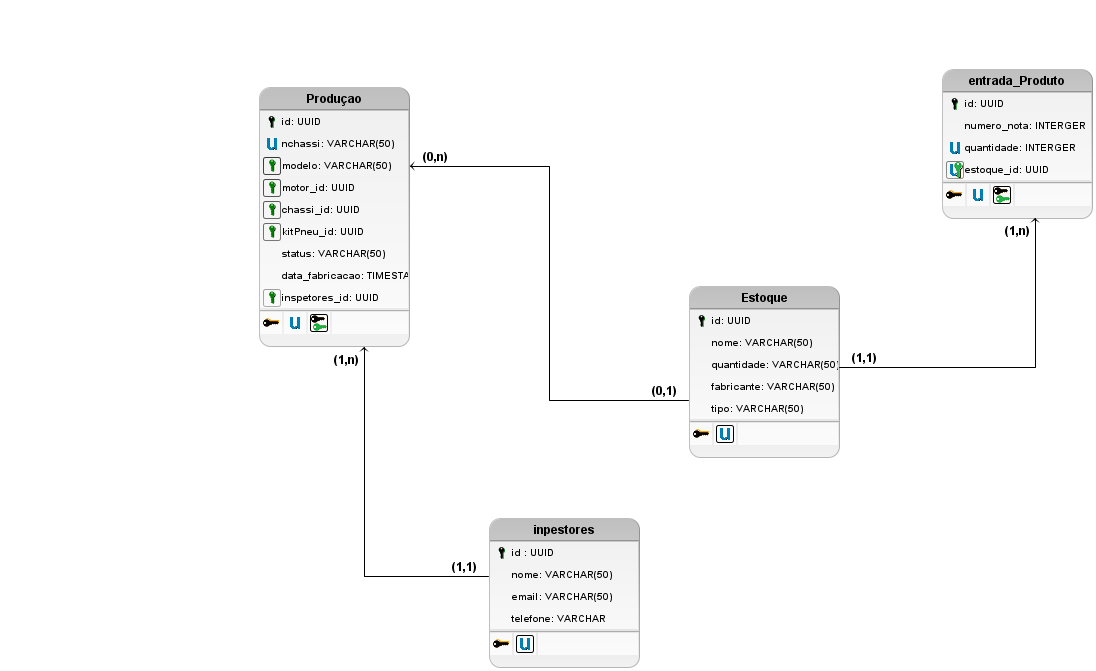 Produçao
id: UUID
nchassi: VARCHAR(50)
modelo: VARCHAR(50)
motor_id: UUID
chassi_id: UUID
kitPneu_id: UUID
status: VARCHAR(50)
data_fabricacao: TIMESTA
inspetores_id: UUID
(0,n)
(1,n)
entrada_Produto
id: UUID
numero_nota: INTERGER
quantidade: INTERGER
estoque_id: UUID
(1,n)
Estoque
id: UUID
nome: VARCHAR(50)
quantidade: VARCHAR(50)
fabricante: VARCHAR(50)
tipo: VARCHAR(50)
(1,1)
(0,1)
inpestores
id : UUID
nome: VARCHAR(50)
email: VARCHAR(50)
telefone: VARCHAR
(1,1)